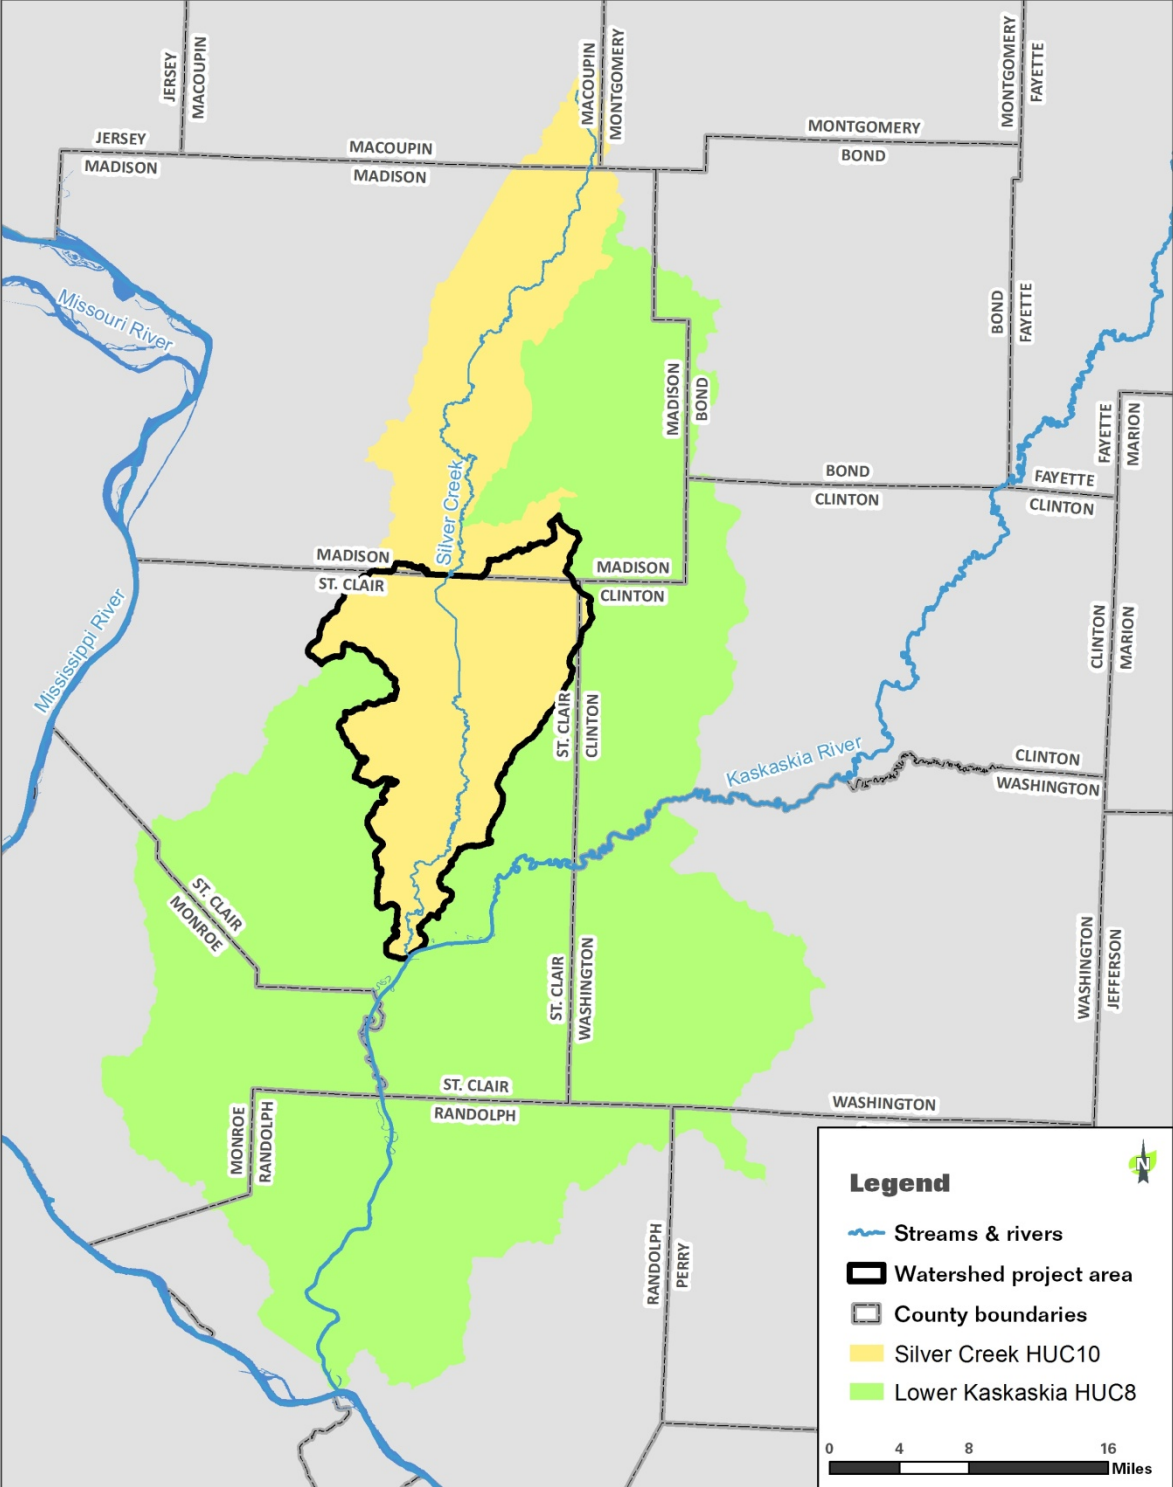 JERSEY
MACOUPIN
MACOUPIN
MONTGOMERY
MONTGOMERY
FAYETTE
JERSEY
MADISON
MACOUPIN
MADISON
MONTGOMERY
BOND
Missouri River
BOND
FAYETTE
MADISON
BOND
FAYETTE
MARION
BOND
CLINTON
FAYETTE
CLINTON
Silver Creek
MADISON
ST. CLAIR
MADISON
CLINTON
Mississippi River
CLINTON
MARION
ST. CLAIR
CLINTON
Kaskaskia River
CLINTON
WASHINGTON
ST. CLAIR
MONROE
ST. CLAIR
WASHINGTON
WASHINGTON
JEFFERSON
ST. CLAIR
RANDOLPH
WASHINGTON
MONROE
RANDOLPH
RANDOLPH
PERRY
N
Legend
Streams & rivers
Watershed project area
County boundaries
Silver Creek HUC10
Lower Kaskaskia HUC8
0 4 8 16
Miles